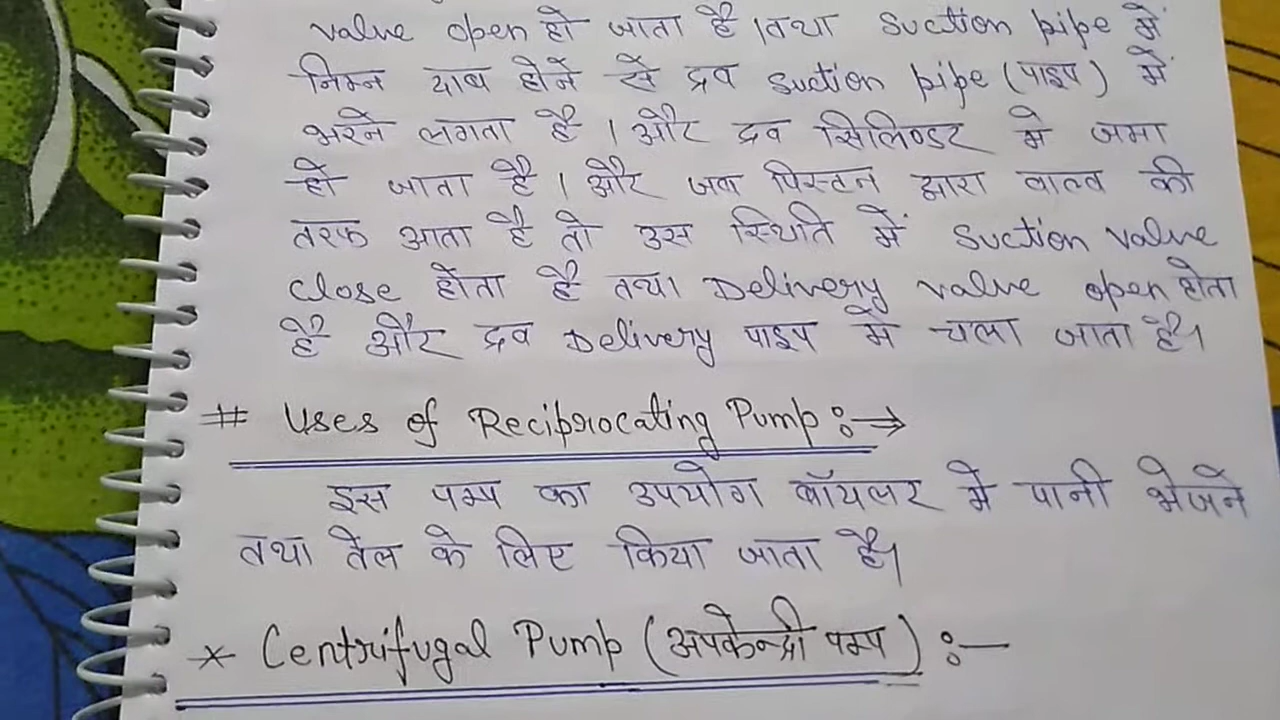 valve open हो जाता है । तथा suction pipe में
निम्न दाब होने से द्रव suction pipe (पाइप) में
भरने लगता है । और द्रव सिलिण्डर मे जमा
हो जाता है । और जब पिस्टन द्वारा वाल्व की
तरफ आता है तो उस स्थिति में suction valve
close होता है तथा Delivery valve open होता
है और द्रव Delivery पाइप में चला जाता है।
# Uses of Reciprocating Pump :→
इस पम्प का उपयोग बॉयलर मे पानी भेजने
तथा तेल के लिए किया जाता है।
* Centrifugal Pump (अपकेन्द्री पम्प) :—